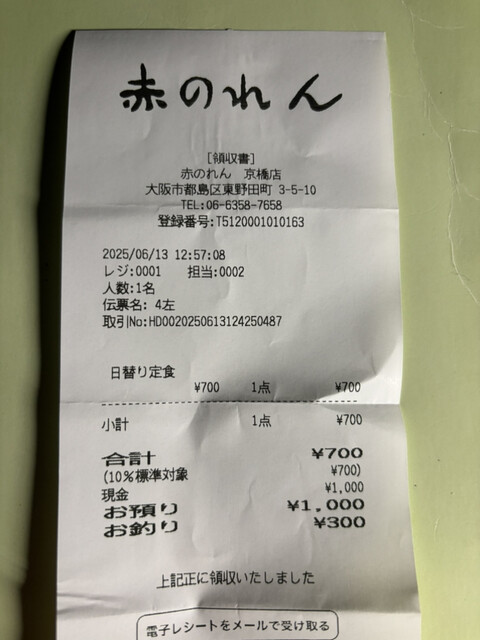 赤のれん
[領収書]
赤のれん 京橋店
大阪市都島区東野田町 3-5-10
TEL:06-6358-7658
登録番号:T5120001010163
2025/06/13 12:57:08
レジ:0001 担当:0002
人数:1名
伝票名: 4左
取引No:HD0020250613124250487
日替り定食
¥700 1点 ¥700
小計 1点 ¥700
合計 ¥700
(10%標準対象 ¥700)
現金 ¥1,000
お預り ¥1,000
お釣り ¥300
上記正に領収いたしました
電子レシートをメールで受け取る